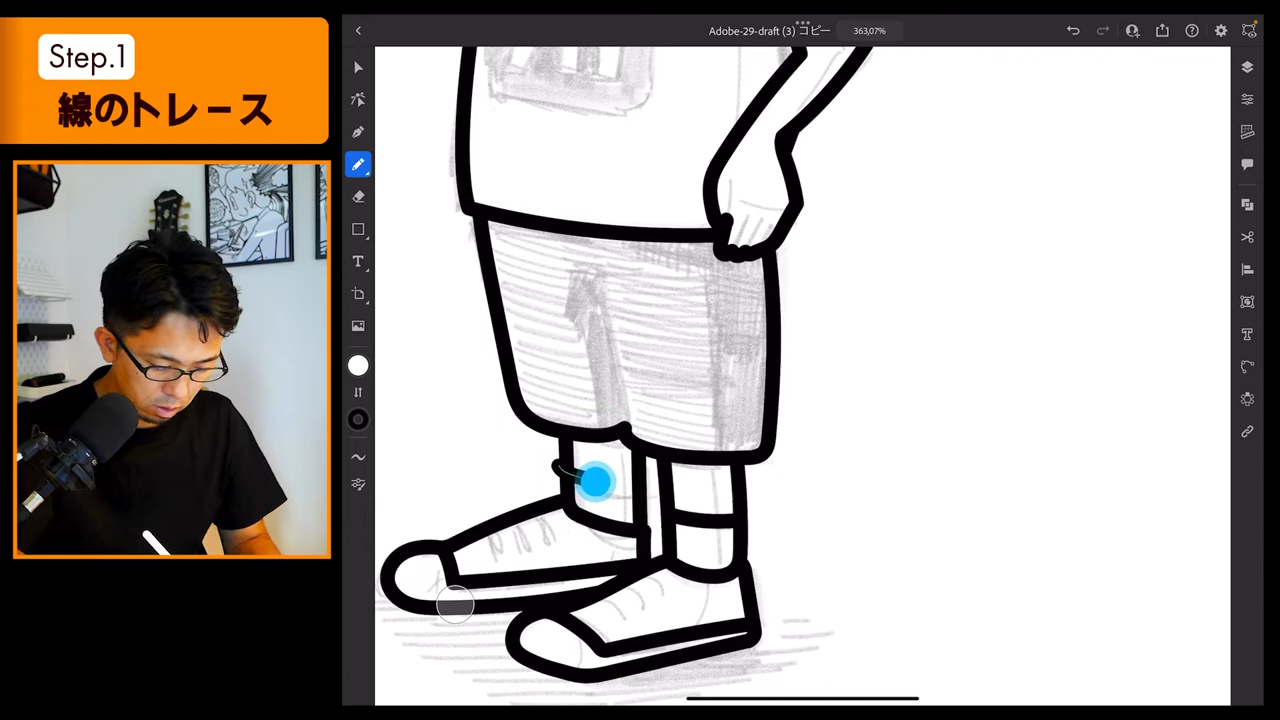 Step.1
線のトレース
Adobe-29-draft (3) コピー
363,07%